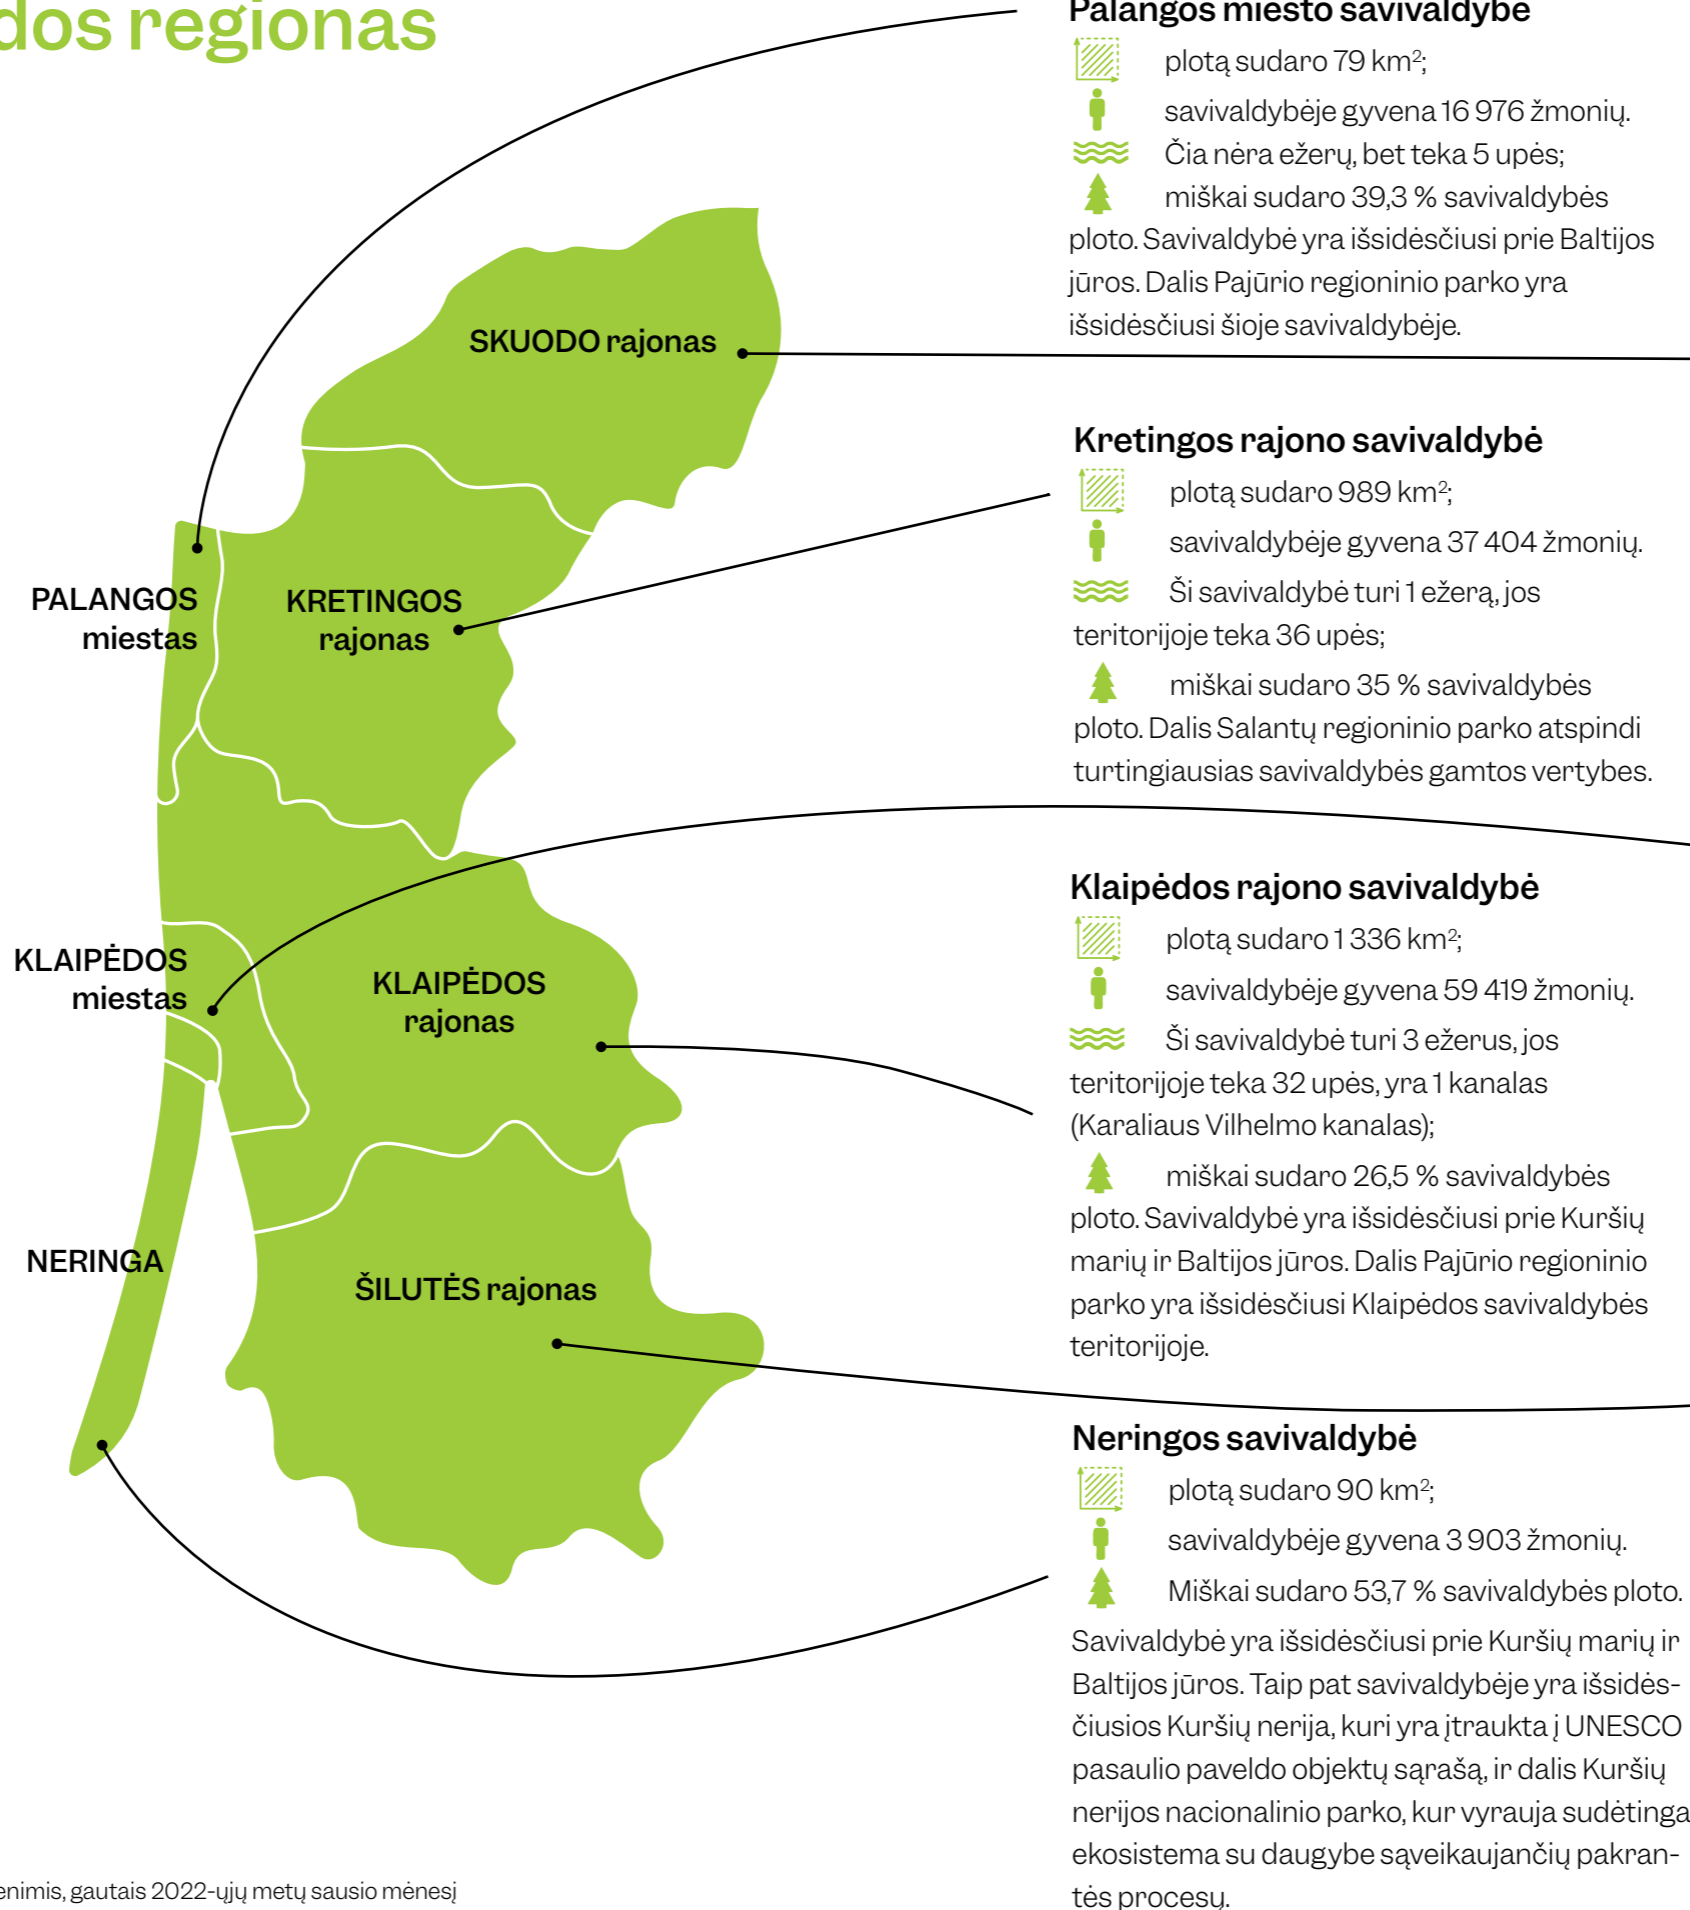 dos regionas
SKUODO rajonas
PALANGOS
miestas
KRETINGOS
rajonas
KLAIPĖDOS
miestas
KLAIPĖDOS
rajonas
NERINGA
ŠILUTĖS rajonas
enimis, gautais 2022-ųjų metų sausio mėnesį
Palangos miesto savivaldybė
plotą sudaro 79 km²;
savivaldybėje gyvena 16 976 žmonių.
Čia nėra ežerų, bet teka 5 upės;
miškai sudaro 39,3 % savivaldybės
ploto. Savivaldybė yra išsidėsčiusi prie Baltijos
jūros. Dalis Pajūrio regioninio parko yra
išsidėsčiusi šioje savivaldybėje.
Kretingos rajono savivaldybė
plotą sudaro 989 km²;
savivaldybėje gyvena 37 404 žmonių.
Ši savivaldybė turi 1 ežerą, jos
teritorijoje teka 36 upės;
miškai sudaro 35 % savivaldybės
ploto. Dalis Salantų regioninio parko atspindi
turtingiausias savivaldybės gamtos vertybes.
Klaipėdos rajono savivaldybė
plotą sudaro 1 336 km²;
savivaldybėje gyvena 59 419 žmonių.
Ši savivaldybė turi 3 ežerus, jos
teritorijoje teka 32 upės, yra 1 kanalas
(Karaliaus Vilhelmo kanalas);
miškai sudaro 26,5 % savivaldybės
ploto. Savivaldybė yra išsidėsčiusi prie Kuršių
marių ir Baltijos jūros. Dalis Pajūrio regioninio
parko yra išsidėsčiusi Klaipėdos savivaldybės
teritorijoje.
Neringos savivaldybė
plotą sudaro 90 km²;
savivaldybėje gyvena 3 903 žmonių.
Miškai sudaro 53,7 % savivaldybės ploto.
Savivaldybė yra išsidėsčiusi prie Kuršių marių ir
Baltijos jūros. Taip pat savivaldybėje yra išsidės-
čiusios Kuršių nerija, kuri yra įtraukta į UNESCO
pasaulio paveldo objektų sąrašą, ir dalis Kuršių
nerijos nacionalinio parko, kur vyrauja sudėtinga
ekosistema su daugybe sąveikaujančių pakran-
tės procesų.